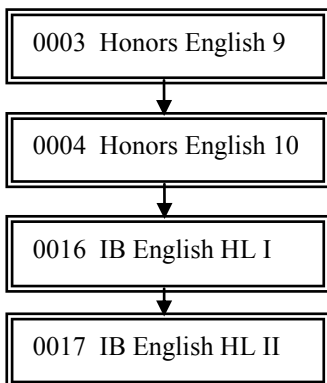 0003 Honors English 9
0004 Honors English 10
0016 IB English HL I
0017 IB English HL II